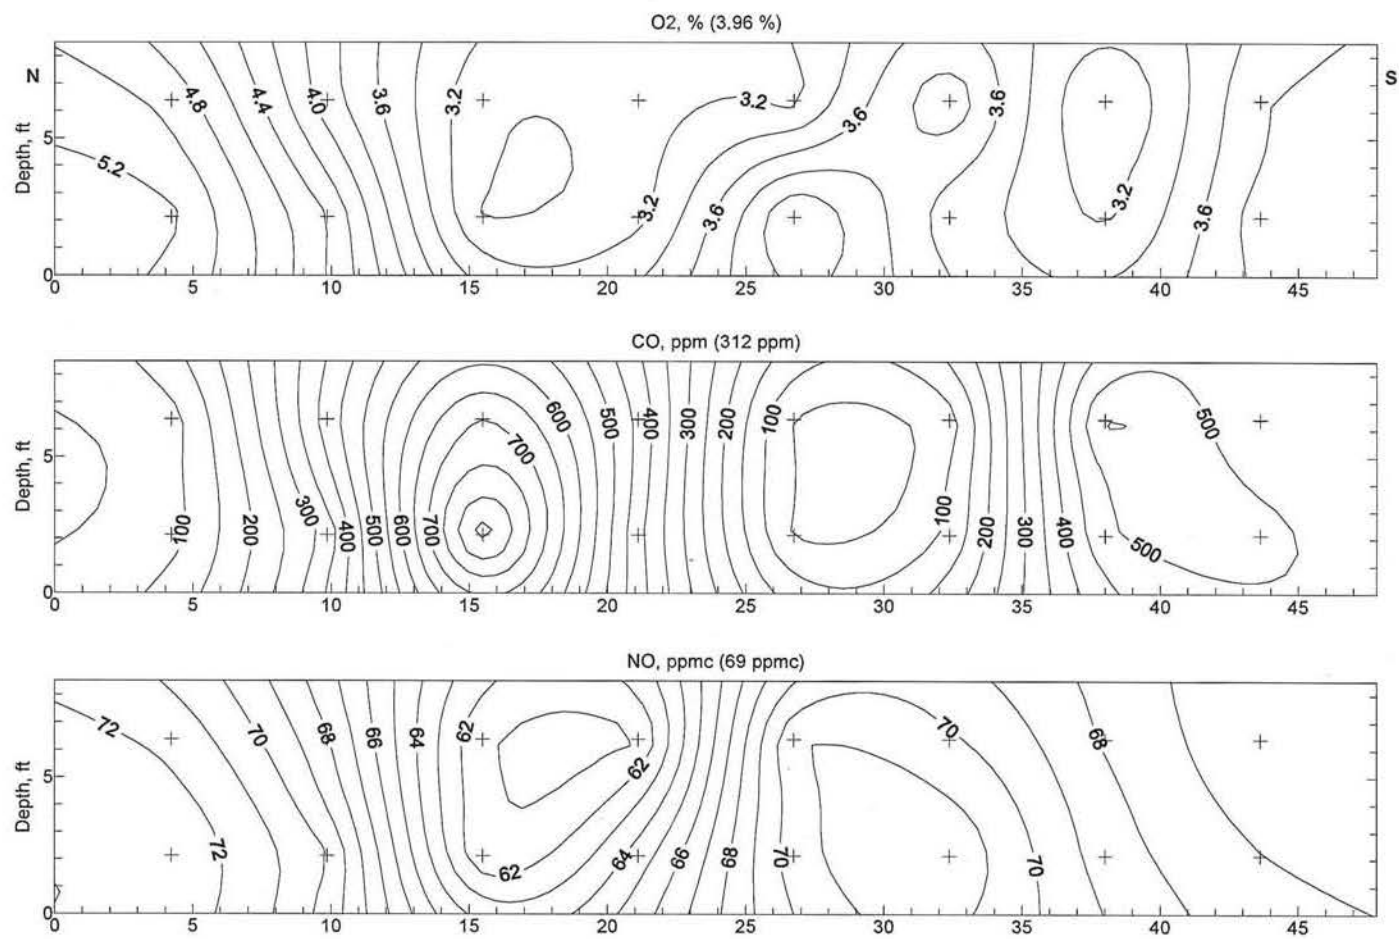 O2, % (3.96 %)
N
S
Depth, ft
5
0
5.2 4.8 4.4 4.0 3.6 3.2 3.2 3.2 3.6 3.6 3.6 3.2 3.6
0 5 10 15 20 25 30 35 40 45
CO, ppm (312 ppm)
Depth, ft
5
0
600 500 400 300 200 100 500
700
100 200 300 400 500 600 700 100 200 300 400 500
0 5 10 15 20 25 30 35 40 45
NO, ppmc (69 ppmc)
Depth, ft
5
0
72 70 68 66 64 62 70 68
62
72 62 64 66 68 70 70
0 5 10 15 20 25 30 35 40 45